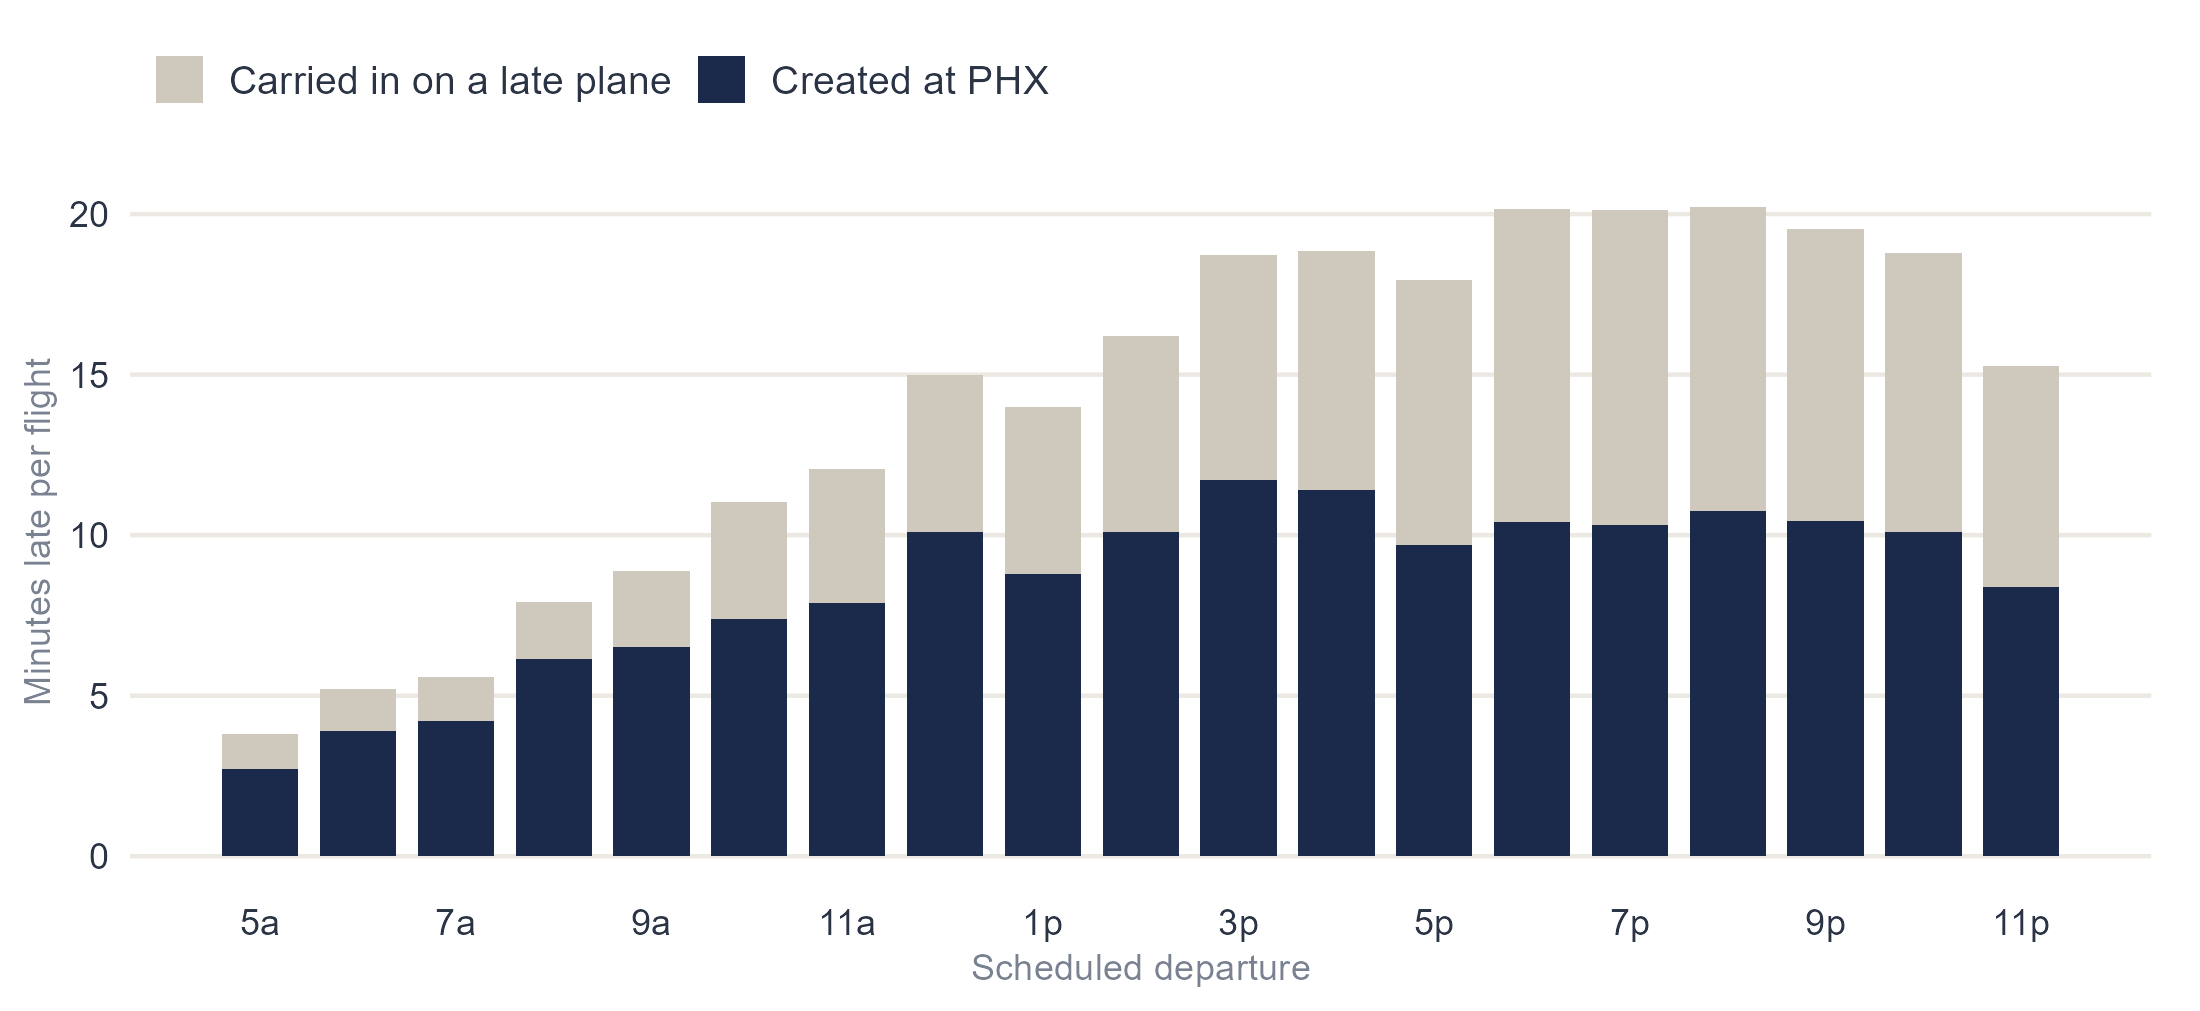 Carried in on a late plane Created at PHX
20
15
10
5
0
Minutes late per flight
5a 7a 9a 11a 1p 3p 5p 7p 9p 11p
Scheduled departure